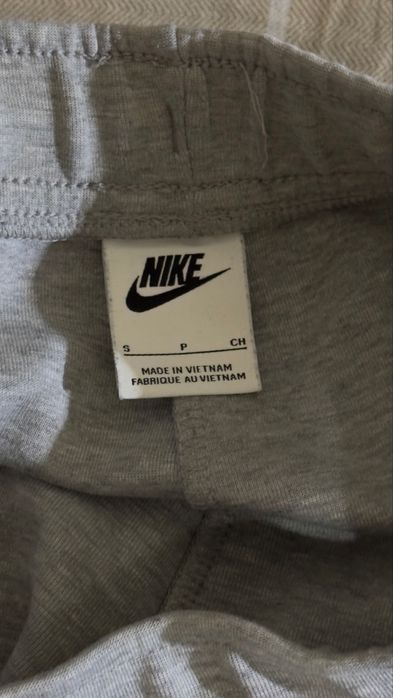 NIKE
S P CH
MADE IN VIETNAM
FABRIQUE AU VIETNAM